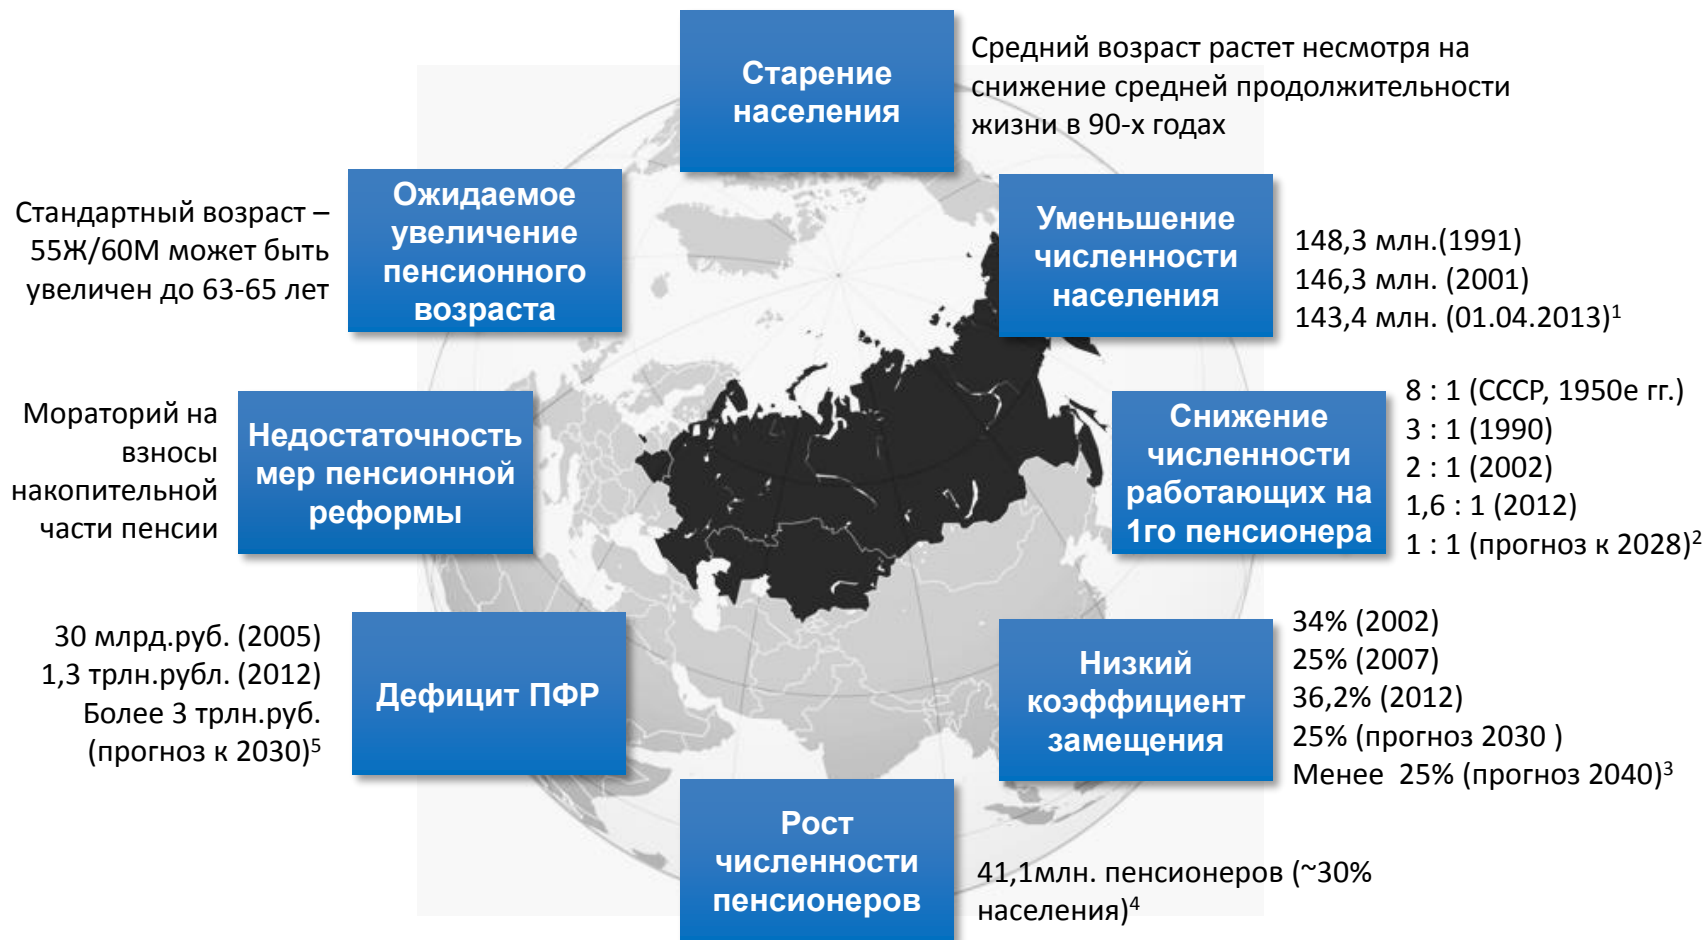 Старение
населения
Средний возраст растет несмотря на
снижение средней продолжительности
жизни в 90-х годах
Уменьшение
численности
населения
148,3 млн.(1991)
146,3 млн. (2001)
143,4 млн. (01.04.2013)¹
Снижение
численности
работающих на
1го пенсионера
8 : 1 (СССР, 1950е гг.)
3 : 1 (1990)
2 : 1 (2002)
1,6 : 1 (2012)
1 : 1 (прогноз к 2028)²
Низкий
коэффициент
замещения
34% (2002)
25% (2007)
36,2% (2012)
25% (прогноз 2030 )
Менее 25% (прогноз 2040)³
Рост
численности
пенсионеров
41,1млн. пенсионеров (~30%
населения)⁴
Дефицит ПФР
30 млрд.руб. (2005)
1,3 трлн.рубл. (2012)
Более 3 трлн.руб.
(прогноз к 2030)⁵
Недостаточность
мер пенсионной
реформы
Мораторий на
взносы
накопительной
части пенсии
Ожидаемое
увеличение
пенсионного
возраста
Стандартный возраст –
55Ж/60М может быть
увеличен до 63-65 лет